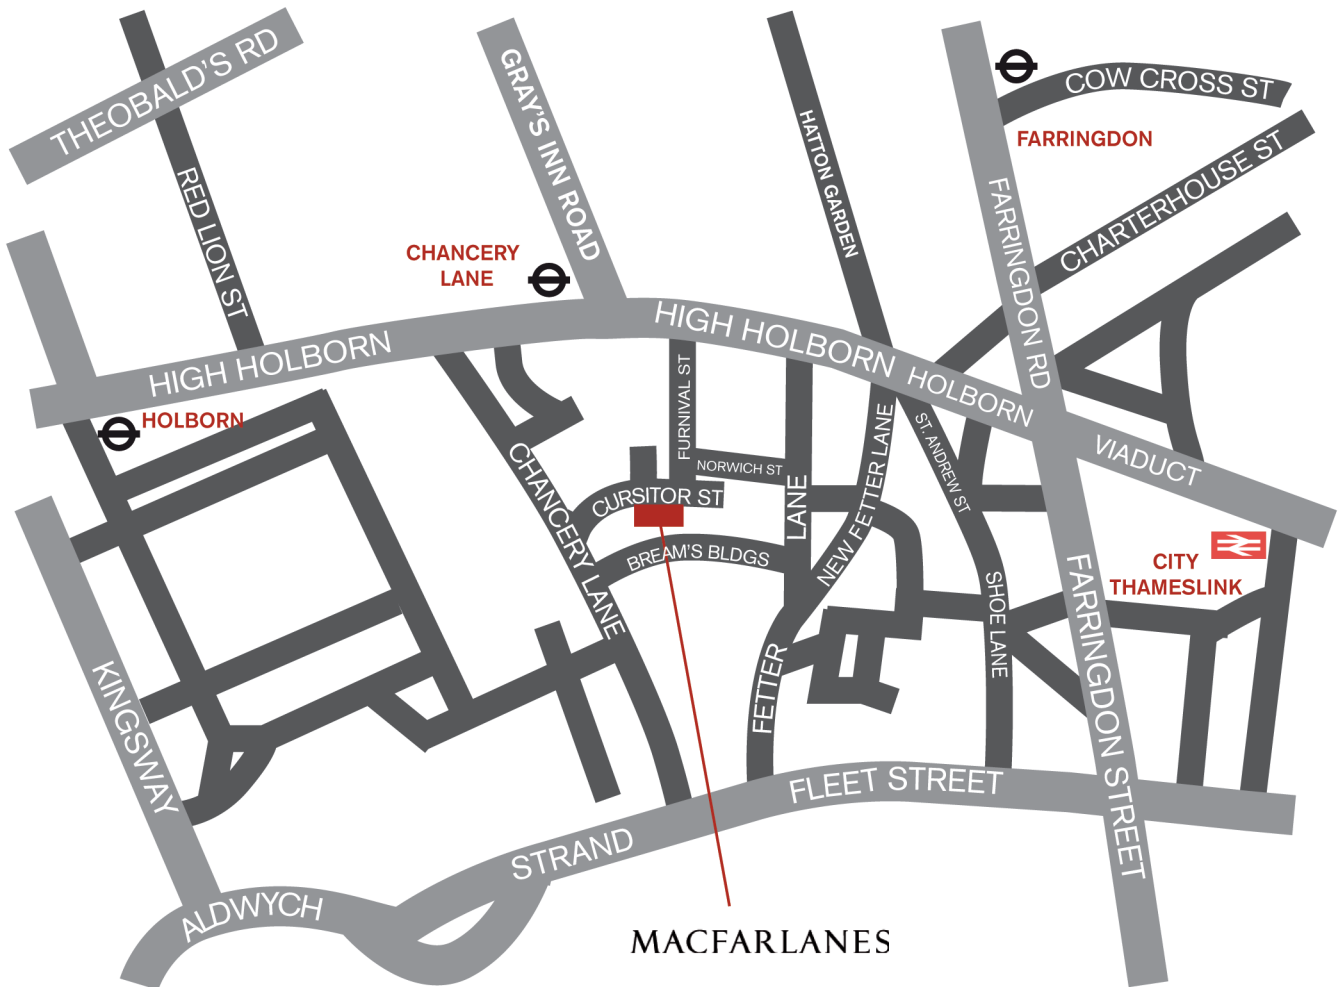 THEOBALD'S RD
RED LION ST
GRAY'S INN ROAD
HATTON GARDEN
COW CROSS ST
FARRINGDON
CHARTERHOUSE ST
FARRINGDON RD
CHANCERY
LANE
HIGH HOLBORN
HIGH HOLBORN
HOLBORN
VIADUCT
HOLBORN
FURNIVAL ST
NORWICH ST
CURSITOR ST
CHANCERY LANE
BREAM'S BLDGS
LANE
FETTER
NEW FETTER LANE
ST. ANDREW ST
SHOE LANE
CITY
THAMESLINK
FARRINGDON STREET
KINGSWAY
FLEET STREET
STRAND
ALDWYCH
MACFARLANES